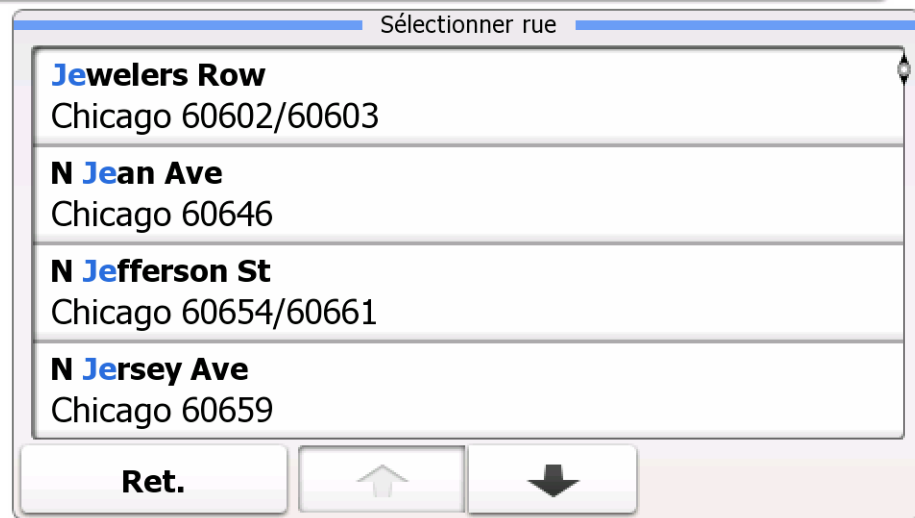 Sélectionner rue
Jewelers Row
Chicago 60602/60603
N Jean Ave
Chicago 60646
N Jefferson St
Chicago 60654/60661
N Jersey Ave
Chicago 60659
Ret.